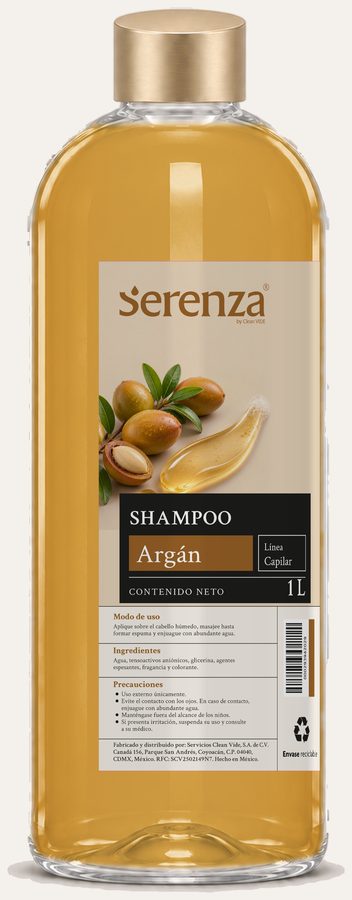 Serenza®
by Clean VIDE
SHAMPOO
Argán
Línea
Capilar
CONTENIDO NETO
1L
Modo de uso
Aplique sobre el cabello húmedo, masajee hasta
formar espuma y enjuague con abundante agua.
Ingredientes
Agua, tensoactivos aniónicos, glicerina, agentes
espesantes, fragancia y colorante.
Precauciones
• Uso externo únicamente.
• Evite el contacto con los ojos. En caso de contacto,
enjuague con abundante agua.
• Manténgase fuera del alcance de los niños.
• Si presenta irritación, suspenda su uso y consulte
a su médico.
Fabricado y distribuido por: Servicios Clean Vide, S.A. de C.V.
Canadá 156, Parque San Andrés, Coyoacán, C.P. 04040,
CDMX, México. RFC: SCV2502149N7. Hecho en México.
Envase reciclable